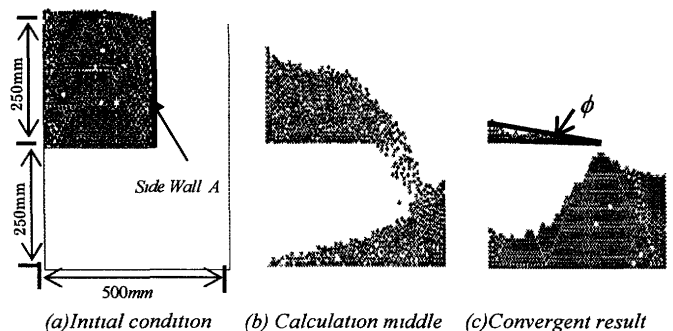 250mm
250mm
Side Wall A
500mm
ϕ
(a)Initial condition
(b) Calculation middle
(c)Convergent result